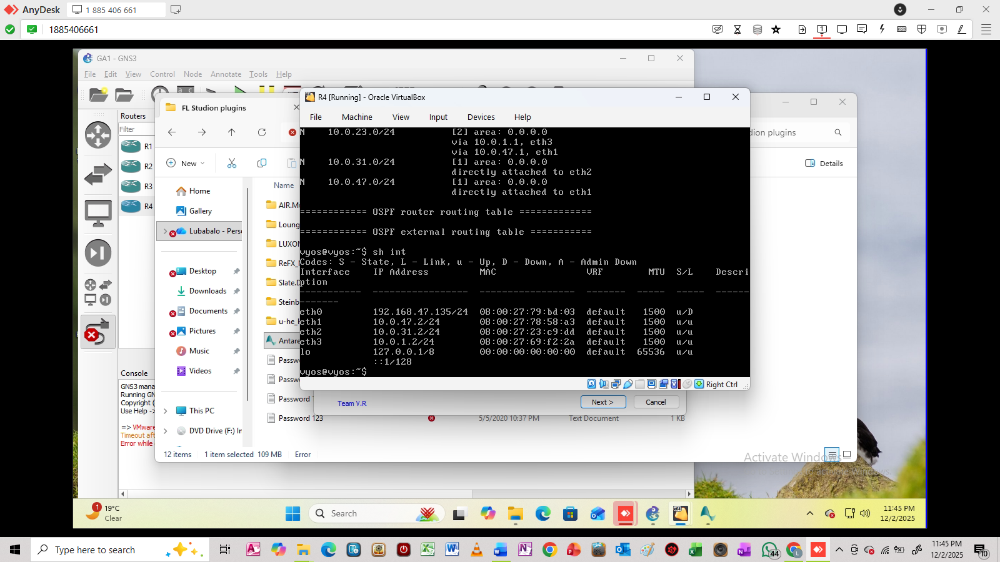 AnyDesk
1 885 406 661
1885406661
GA1 - GNS3
File Edit View Control Node Annotate Tools Help
Routers
Filter
R1
R2
R3
R4
Console
GNS3 mana
Running GN
Copyright (
Use Help ->
=> VMware
Timeout aft
Error while
FL Studion plugins
dion plugins
New
Details
Home
Gallery
Lubabalo - Pers
Desktop
Downloads
Documents
Pictures
Music
Videos
This PC
DVD Drive (F:) In
Name
AIR.M
Loung
LUXON
ReFX_
Slate.D
Steinb
u-he_
Antare
Passw
Passw
Password
Password 123
5/5/2020 10:37 PM
Text Document
1 KB
12 items
1 item selected 109 MB
Error
R4 [Running] - Oracle VirtualBox
File Machine View Input Devices Help
N 10.0.23.0/24 [2] area: 0.0.0.0
via 10.0.1.1, eth3
via 10.0.47.1, eth1
N 10.0.31.0/24 [1] area: 0.0.0.0
directly attached to eth2
N 10.0.47.0/24 [1] area: 0.0.0.0
directly attached to eth1
============ OSPF router routing table =============
============ OSPF external routing table ===========
vyos@vyos:~$ sh int
Codes: S - State, L - Link, u - Up, D - Down, A - Admin Down
Interface IP Address MAC VRF MTU S/L Descri
ption
----------- ----------------- ----------------- ------- ----- ----- ------
-------
eth0 192.168.47.135/24 08:00:27:79:bd:03 default 1500 u/D
eth1 10.0.47.2/24 08:00:27:78:58:a3 default 1500 u/u
eth2 10.0.31.2/24 08:00:27:23:c9:dd default 1500 u/u
eth3 10.0.1.2/24 08:00:27:69:f2:2a default 1500 u/u
lo 127.0.0.1/8 00:00:00:00:00:00 default 65536 u/u
::1/128
vyos@vyos:~$
Right Ctrl
Team V.R
Next >
Cancel
Activate Windows
1
19°C
Clear
Search
11:45 PM
12/2/2025
Type here to search
44
11:45 PM
12/2/2025
10